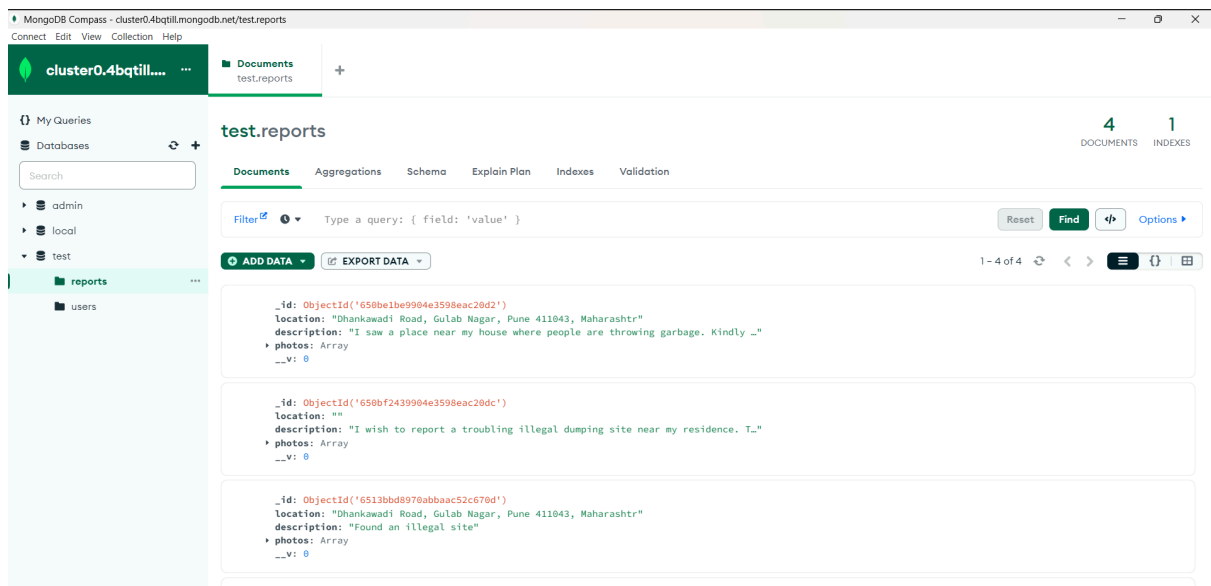 MongoDB Compass - cluster0.4bqtill.mongodb.net/test.reports
Connect Edit View Collection Help
cluster0.4bqtill.... ...
Documents
test.reports
+
{} My Queries
Databases
+
Search
admin
local
test
reports ...
users
test.reports
4
DOCUMENTS
1
INDEXES
Documents Aggregations Schema Explain Plan Indexes Validation
Filter Type a query: { field: 'value' } Reset Find </> Options
ADD DATA EXPORT DATA 1 – 4 of 4 {}
_id: ObjectId('650be1be9904e3598eac20d2')
location: "Dhankawadi Road, Gulab Nagar, Pune 411043, Maharashtr"
description: "I saw a place near my house where people are throwing garbage. Kindly …"
photos: Array
__v: 0
_id: ObjectId('650bf2439904e3598eac20dc')
location: ""
description: "I wish to report a troubling illegal dumping site near my residence. T…"
photos: Array
__v: 0
_id: ObjectId('6513bbd8970abbaac52c670d')
location: "Dhankawadi Road, Gulab Nagar, Pune 411043, Maharashtr"
description: "Found an illegal site"
photos: Array
__v: 0